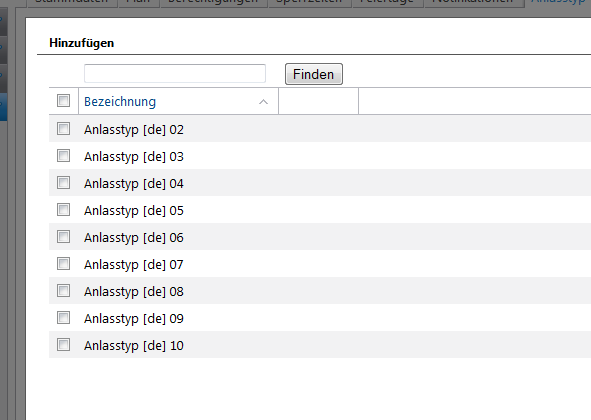 Stammdaten Plan Berechtigungen Sperrzeiten Feiertage Notifikationen Anlasstyp
Hinzufügen
Finden
Bezeichnung
Anlasstyp [de] 02
Anlasstyp [de] 03
Anlasstyp [de] 04
Anlasstyp [de] 05
Anlasstyp [de] 06
Anlasstyp [de] 07
Anlasstyp [de] 08
Anlasstyp [de] 09
Anlasstyp [de] 10